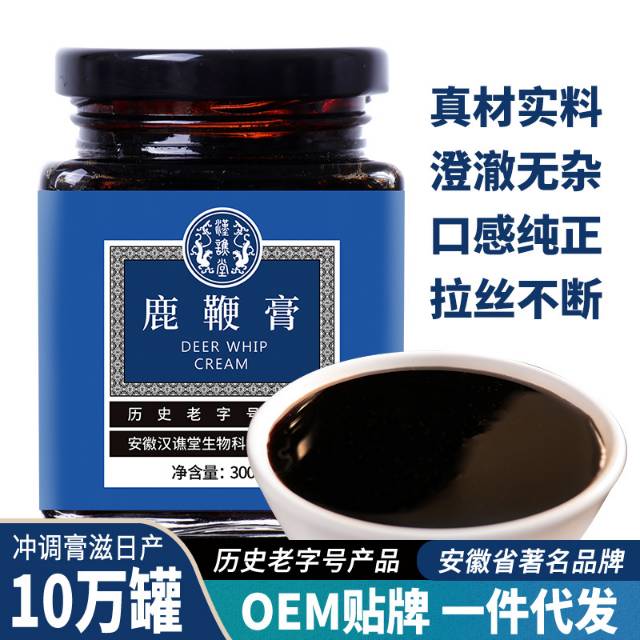 真材实料
澄澈无杂
口感纯正
拉丝不断
漢譙堂
鹿鞭膏
DEER WHIP
CREAM
历史老字号
安徽汉谯堂生物科
净含量：300
冲调膏滋日产
10万罐
历史老字号产品
安徽省著名品牌
OEM贴牌 一件代发